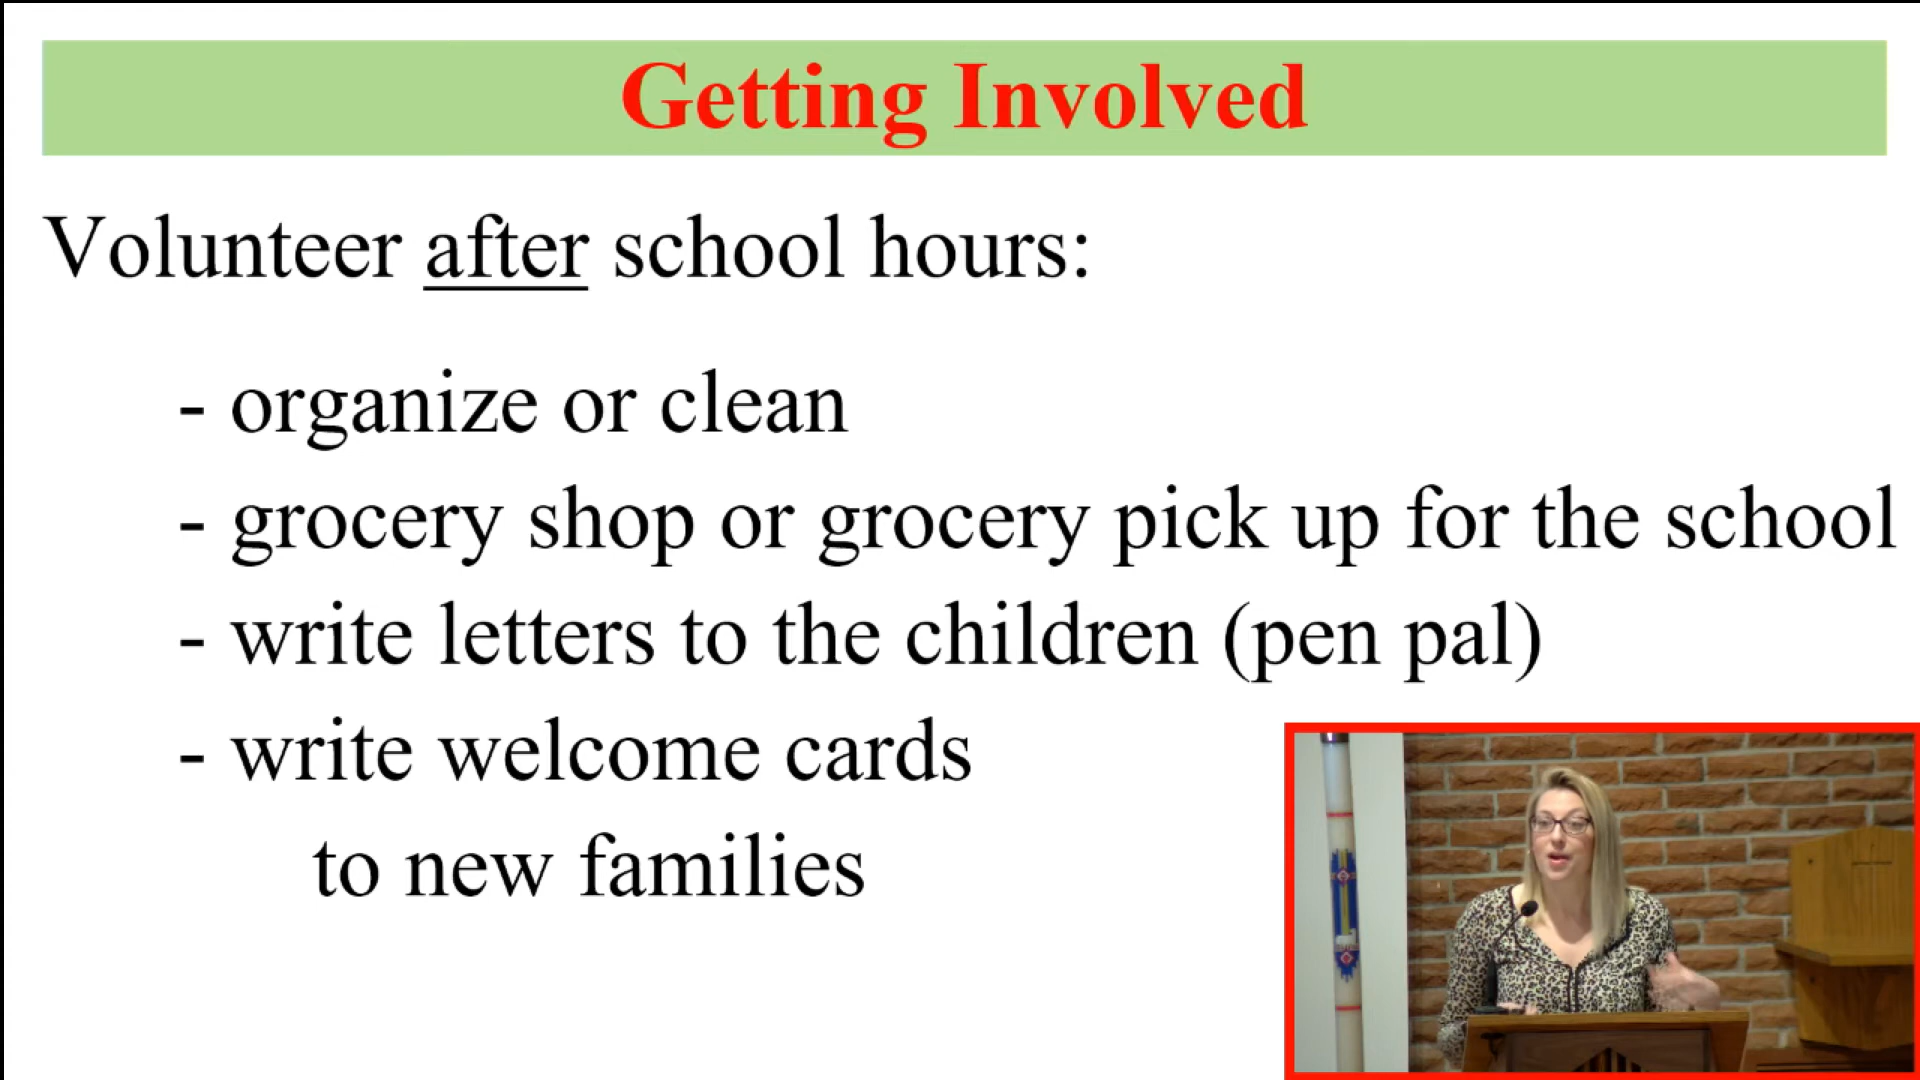 Getting Involved
Volunteer after school hours:
- organize or clean
- grocery shop or grocery pick up for the school
- write letters to the children (pen pal)
- write welcome cards
to new families